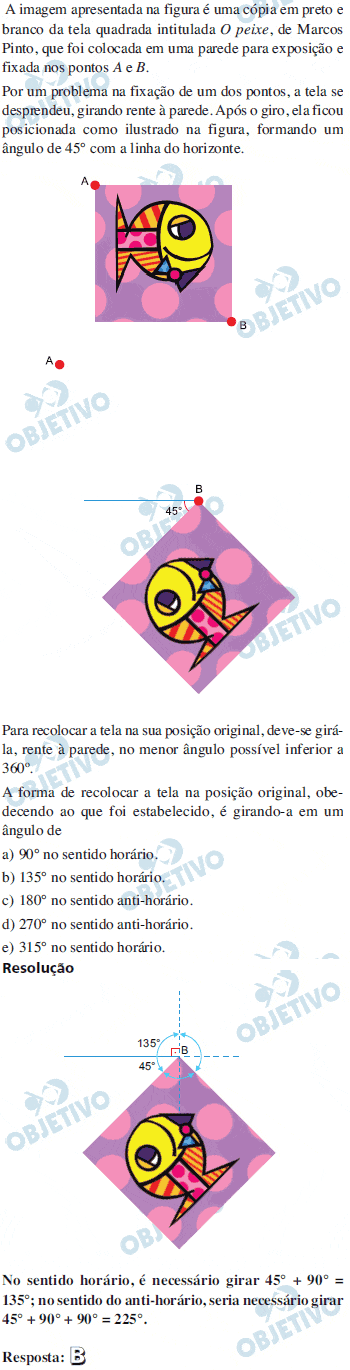 A imagem apresentada na figura é uma cópia em preto e
branco da tela quadrada intitulada O peixe, de Marcos
Pinto, que foi colocada em uma parede para exposição e
fixada nos pontos A e B.
Por um problema na fixação de um dos pontos, a tela se
despendeu, girando rente à parede. Após o giro, ela ficou
posicionada como ilustrado na figura, formando um
ângulo de 45° com a linha do horizonte.
OBJETIVO
A
OBJETIVO
B
A
OBJETIVO
B
45°
OBJETIVO
OBJETIVO
Para recolocar a tela na sua posição original, deve-se girá-
la, rente à parede, no menor ângulo possível inferior a
360°.
OBJETIVO
A forma de recolocar a tela na posição original, obe-
decendo ao que foi estabelecido, é girando-a em um
ângulo de
a) 90° no sentido horário.
b) 135° no sentido horário.
OBJETIVO
c) 180° no sentido anti-horário.
d) 270° no sentido anti-horário.
e) 315° no sentido horário.
Resolução
OBJETIVO
135°
B
45°
OBJETIVO
OBJETIVO
OBJETIVO
No sentido horário, é necessário girar 45° + 90° =
135°; no sentido do anti-horário, seria necessário girar
45° + 90° + 90° = 225°.
OBJETIVO
Resposta: B